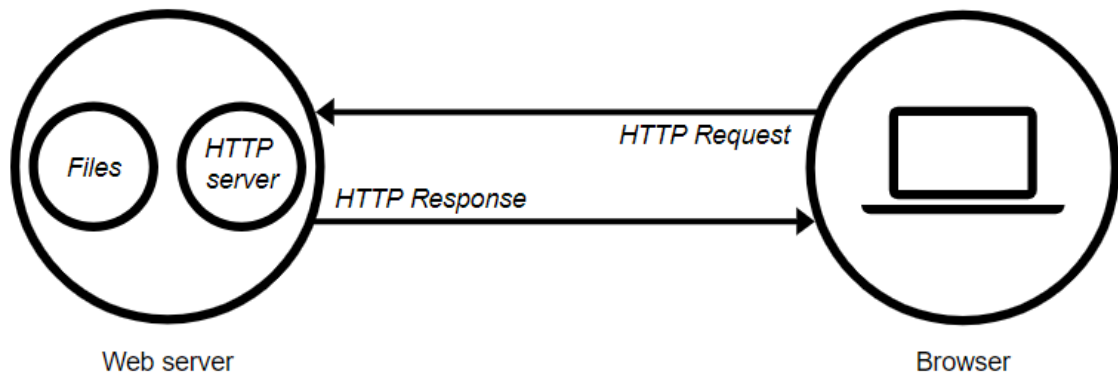 Files
HTTP
server
HTTP Request
HTTP Response
Web server
Browser